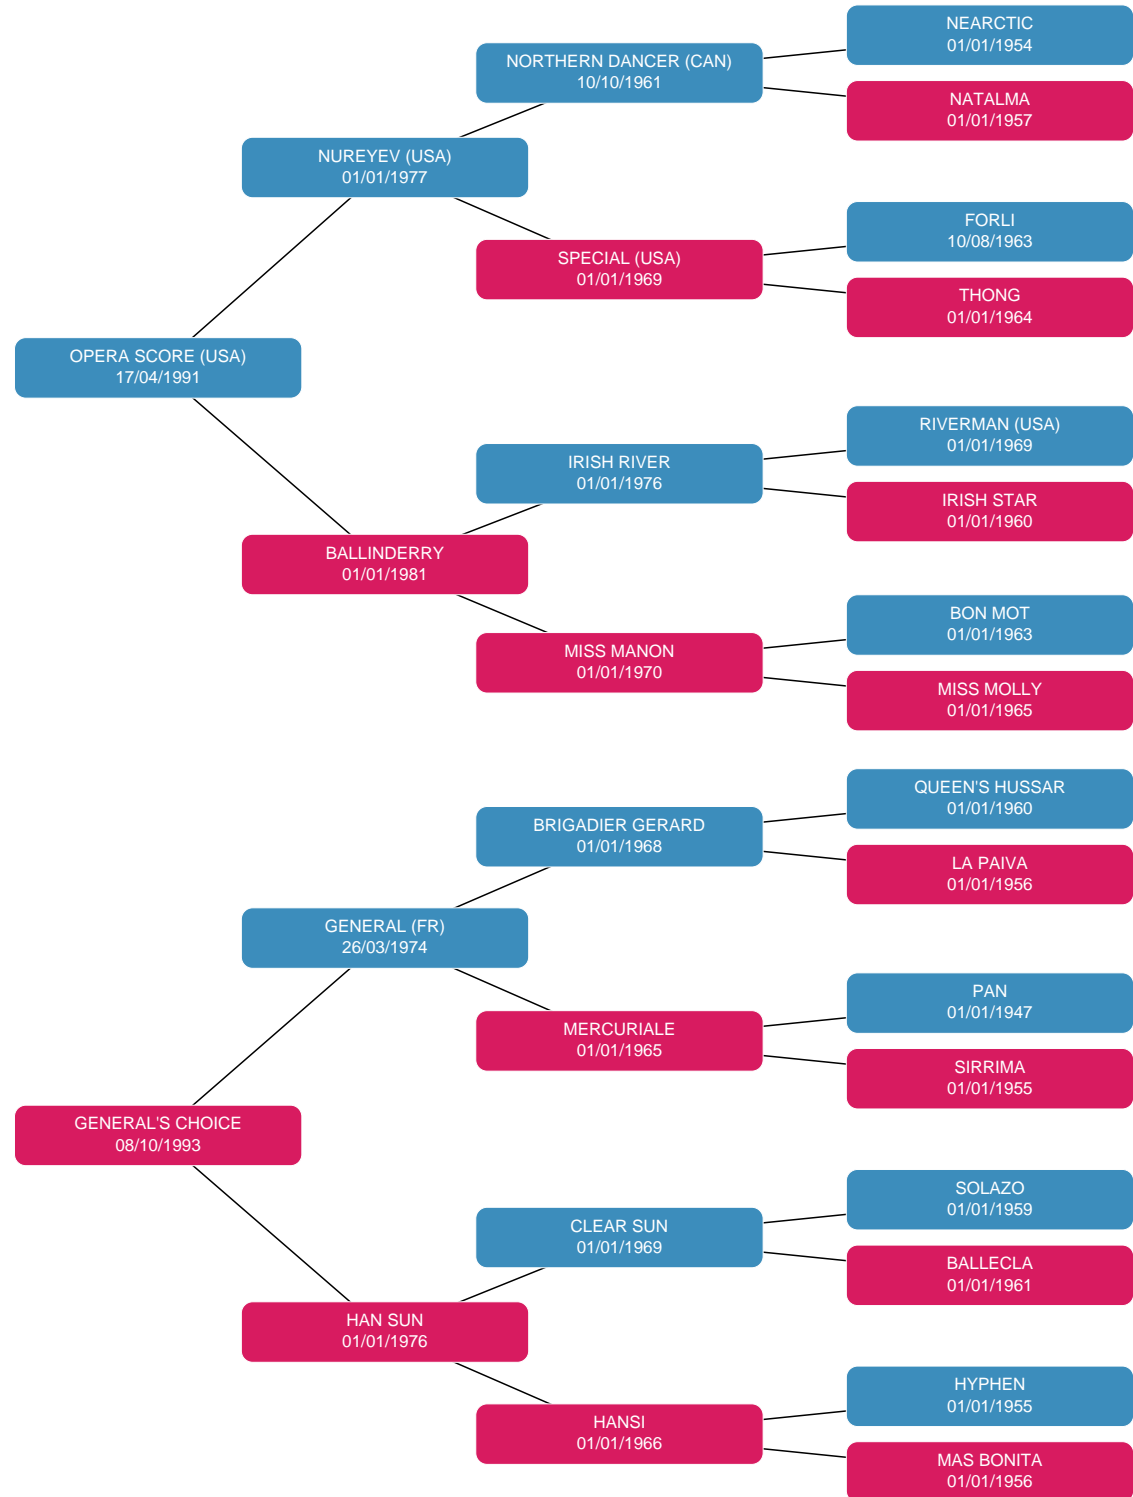 NEARCTIC
01/01/1954
NORTHERN DANCER (CAN)
10/10/1961
NATALMA
01/01/1957
NUREYEV (USA)
01/01/1977
FORLI
10/08/1963
SPECIAL (USA)
01/01/1969
THONG
01/01/1964
OPERA SCORE (USA)
17/04/1991
RIVERMAN (USA)
01/01/1969
IRISH RIVER
01/01/1976
IRISH STAR
01/01/1960
BALLINDERRY
01/01/1981
BON MOT
01/01/1963
MISS MANON
01/01/1970
MISS MOLLY
01/01/1965
QUEEN'S HUSSAR
01/01/1960
BRIGADIER GERARD
01/01/1968
LA PAIVA
01/01/1956
GENERAL (FR)
26/03/1974
PAN
01/01/1947
MERCURIALE
01/01/1965
SIRRIMA
01/01/1955
GENERAL'S CHOICE
08/10/1993
SOLAZO
01/01/1959
CLEAR SUN
01/01/1969
BALLECLA
01/01/1961
HAN SUN
01/01/1976
HYPHEN
01/01/1955
HANSI
01/01/1966
MAS BONITA
01/01/1956